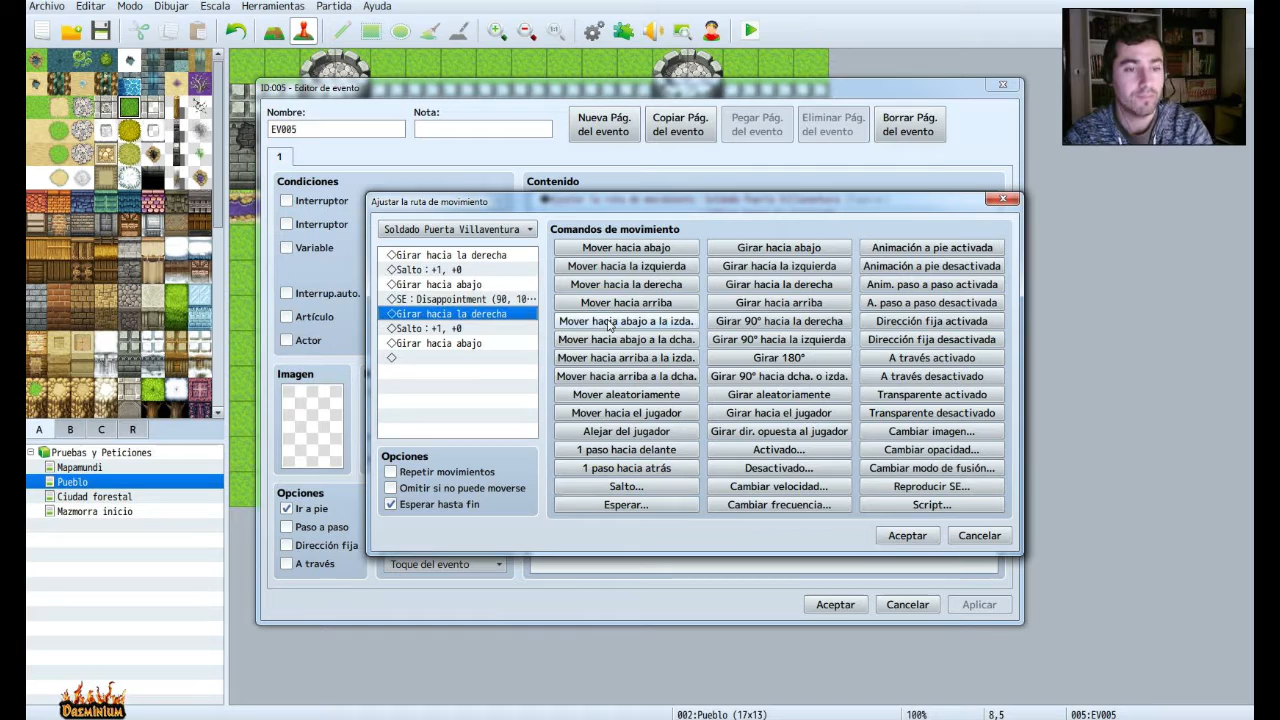 Archivo Editar Modo Dibujar Escala Herramientas Partida Ayuda
ID:005 - Editor de evento
Nombre:
EV005
Nota:
Nueva Pág. del evento
Copiar Pág. del evento
Pegar Pág. del evento
Eliminar Pág. del evento
Borrar Pág. del evento
1
Condiciones
Interruptor
Interruptor
Variable
Interrup.auto.
Artículo
Actor
Imagen
Opciones
Ir a pie
Paso a paso
Dirección fija
A través
Contenido
Toque del evento
Aceptar Cancelar Aplicar
Ajustar la ruta de movimiento
Soldado Puerta Villaventura
◇Girar hacia la derecha
◇Salto：+1, +0
◇Girar hacia abajo
◇SE：Disappointment (90, 10...
◇Girar hacia la derecha
◇Salto：+1, +0
◇Girar hacia abajo
◇
Opciones
Repetir movimientos
Omitir si no puede moverse
Esperar hasta fin
Comandos de movimiento
Mover hacia abajo Girar hacia abajo Animación a pie activada
Mover hacia la izquierda Girar hacia la izquierda Animación a pie desactivada
Mover hacia la derecha Girar hacia la derecha Anim. paso a paso activada
Mover hacia arriba Girar hacia arriba A. paso a paso desactivada
Mover hacia abajo a la izda. Girar 90° hacia la derecha Dirección fija activada
Mover hacia abajo a la dcha. Girar 90° hacia la izquierda Dirección fija desactivada
Mover hacia arriba a la izda. Girar 180° A través activado
Mover hacia arriba a la dcha. Girar 90° hacia dcha. o izda. A través desactivado
Mover aleatoriamente Girar aleatoriamente Transparente activado
Mover hacia el jugador Girar hacia el jugador Transparente desactivado
Alejar del jugador Girar dir. opuesta al jugador Cambiar imagen...
1 paso hacia delante Activado... Cambiar opacidad...
1 paso hacia atrás Desactivado... Cambiar modo de fusión...
Salto... Cambiar velocidad... Reproducir SE...
Esperar... Cambiar frecuencia... Script...
Aceptar Cancelar
A B C R
Pruebas y Peticiones
Mapamundi
Pueblo
Ciudad forestal
Mazmorra inicio
DAEMINIUM
002:Pueblo (17x13) 100% 8,5 005:EV005